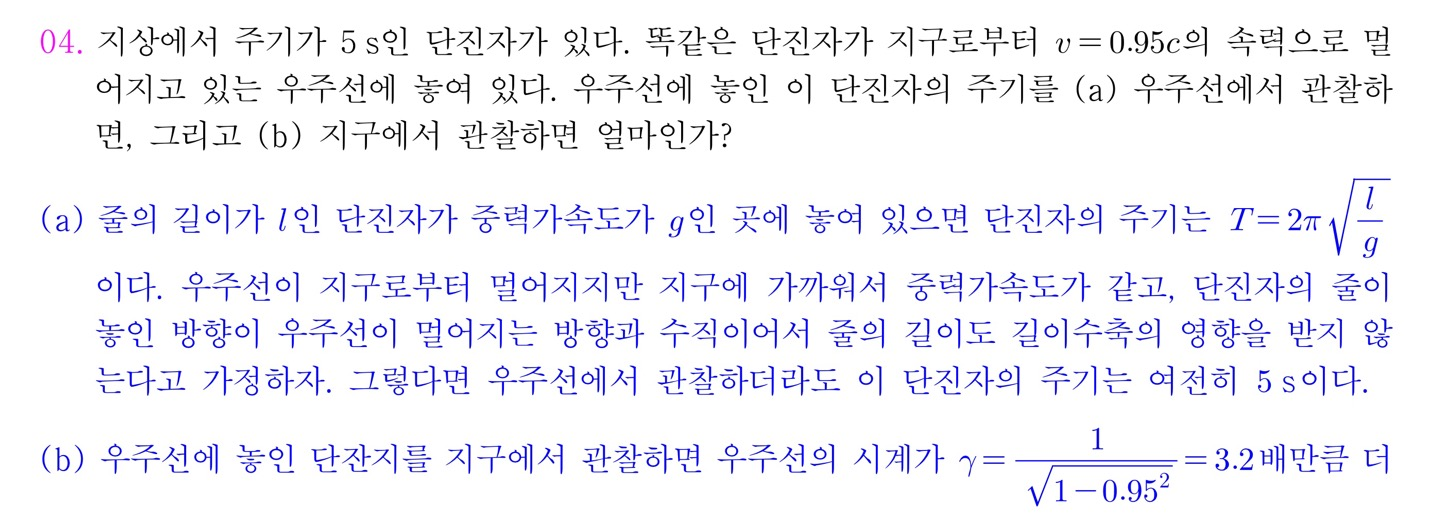 04. 지상에서 주기가 5 s인 단진자가 있다. 똑같은 단진자가 지구로부터 v = 0.95c의 속력으로 멀
어지고 있는 우주선에 놓여 있다. 우주선에 놓인 이 단진자의 주기를 (a) 우주선에서 관찰하
면, 그리고 (b) 지구에서 관찰하면 얼마인가?
(a) 줄의 길이가 l인 단진자가 중력가속도가 g인 곳에 놓여 있으면 단진자의 주기는 T = 2π√(l/g)
이다. 우주선이 지구로부터 멀어지지만 지구에 가까워서 중력가속도가 같고, 단진자의 줄이
놓인 방향이 우주선이 멀어지는 방향과 수직이어서 줄의 길이도 길이수축의 영향을 받지 않
는다고 가정하자. 그렇다면 우주선에서 관찰하더라도 이 단진자의 주기는 여전히 5 s이다.
(b) 우주선에 놓인 단잔지를 지구에서 관찰하면 우주선의 시계가 γ = 1/√(1 − 0.95²) = 3.2배만큼 더